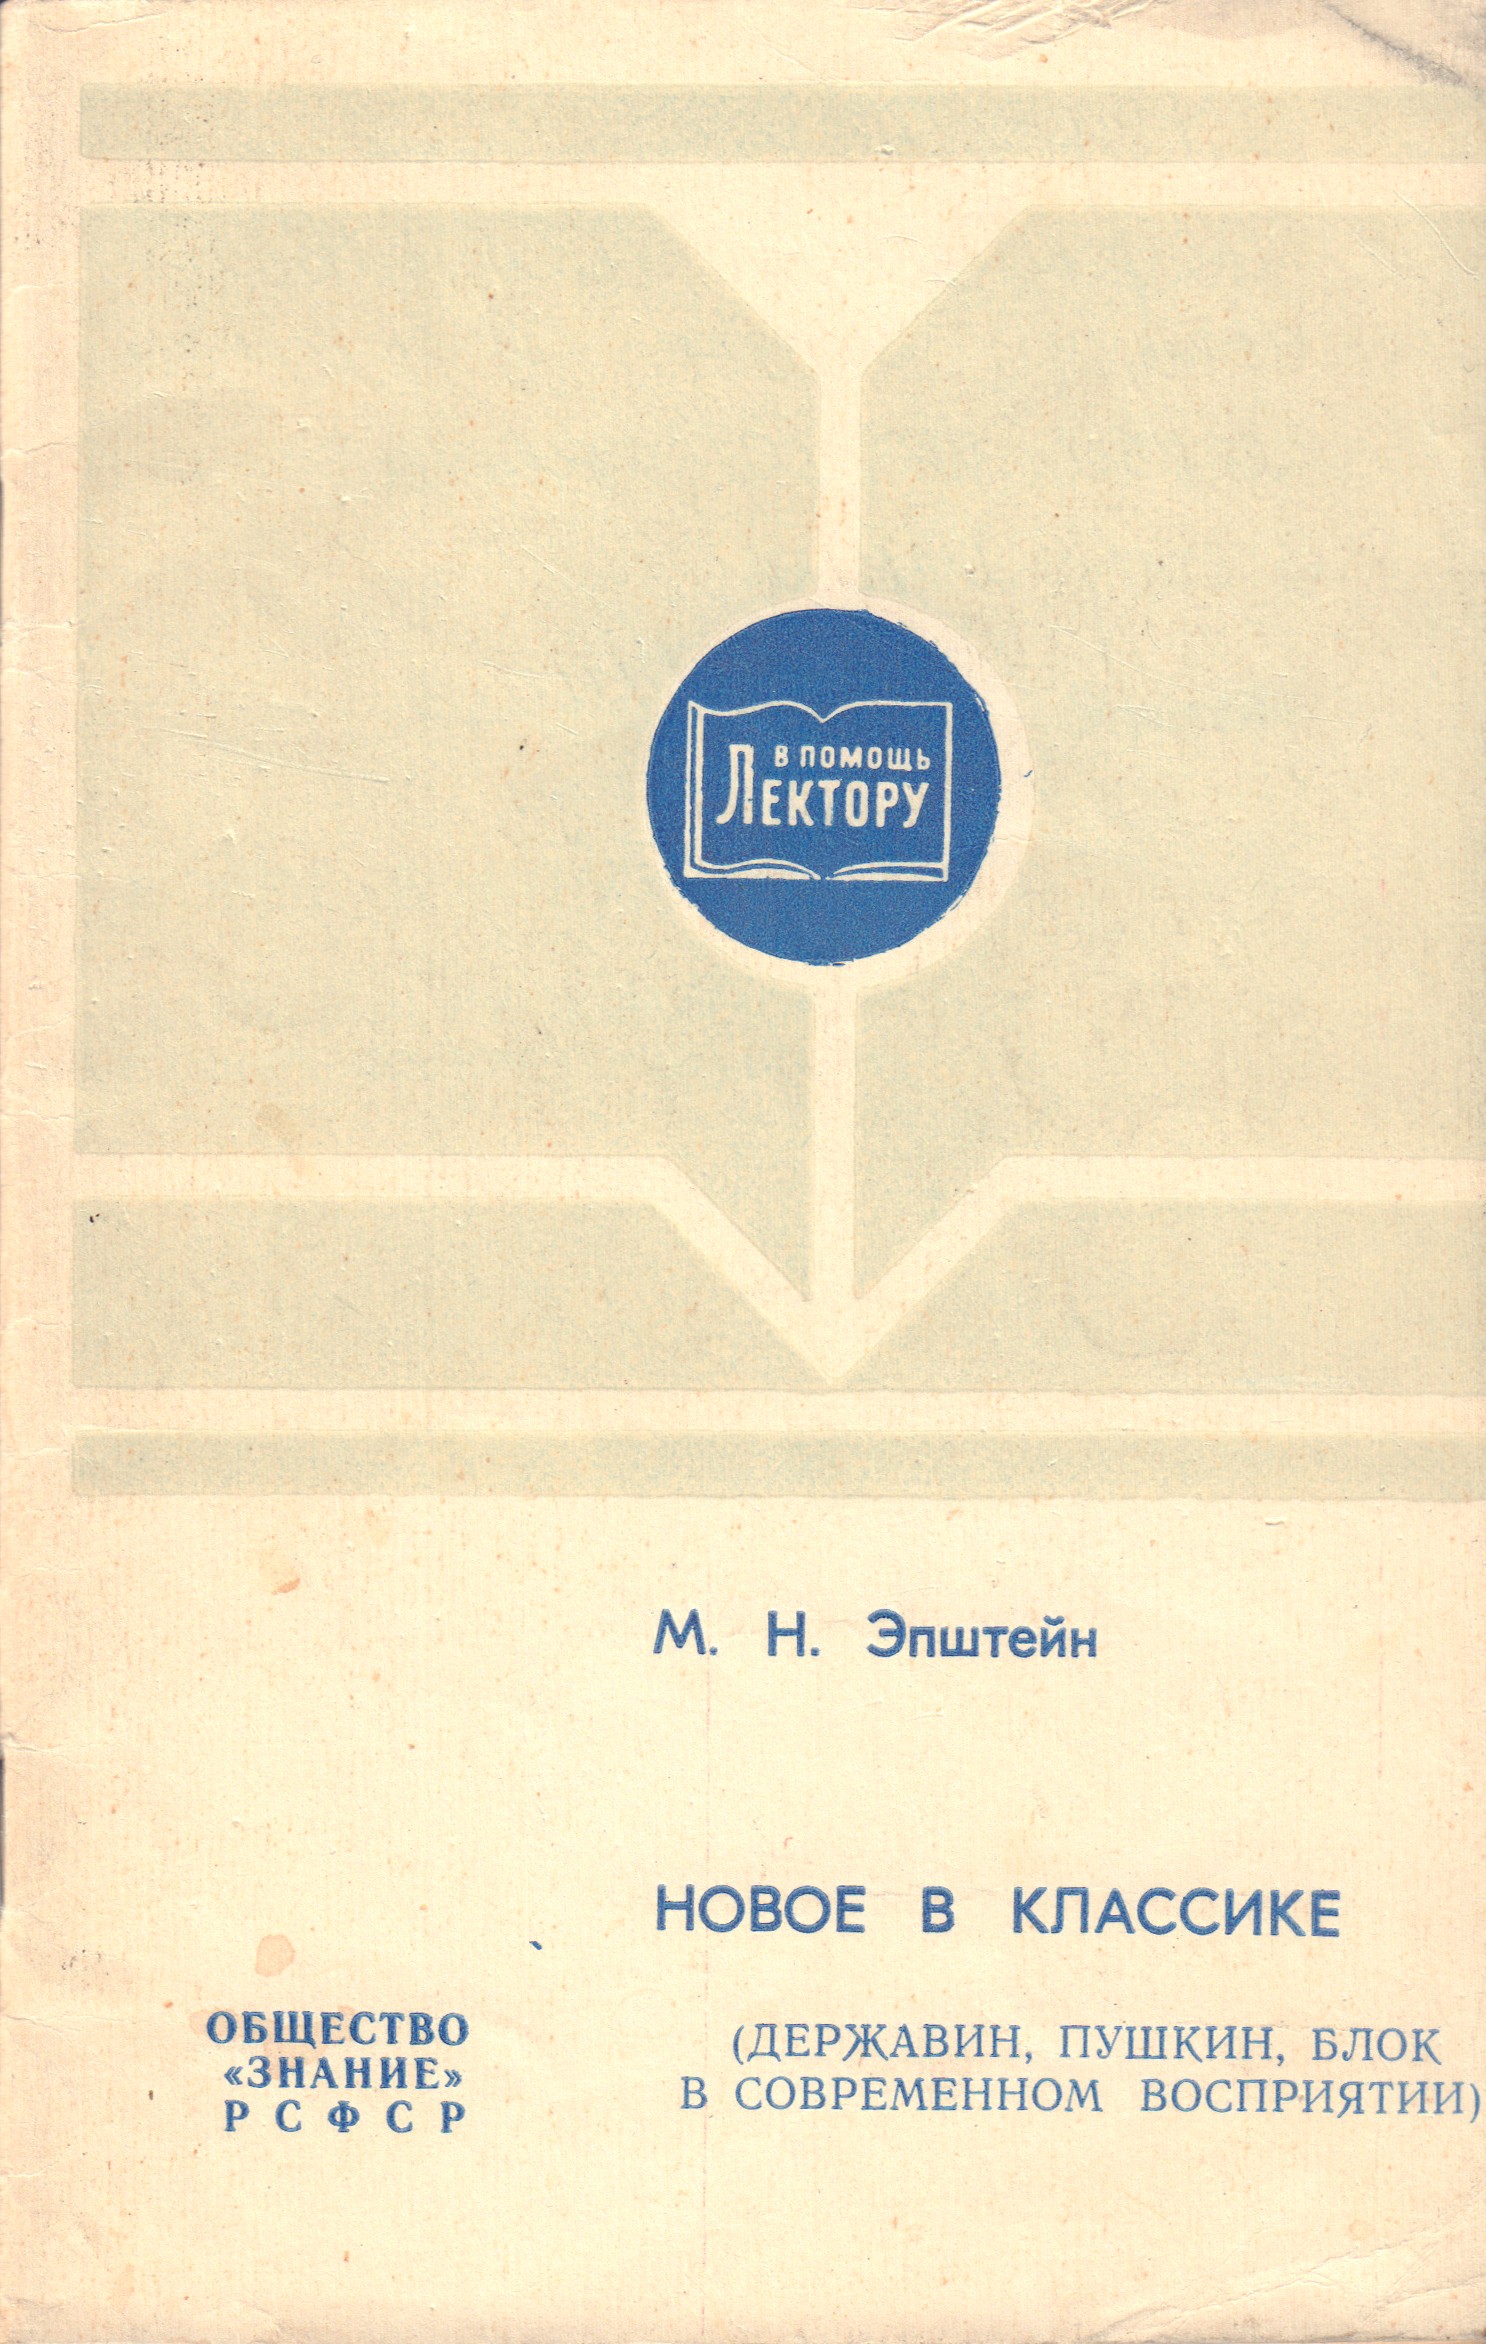 В ПОМОЩЬ
ЛЕКТОРУ
М. Н. Эпштейн
НОВОЕ В КЛАССИКЕ
(ДЕРЖАВИН, ПУШКИН, БЛОК
В СОВРЕМЕННОМ ВОСПРИЯТИИ)
ОБЩЕСТВО
«ЗНАНИЕ»
РСФСР